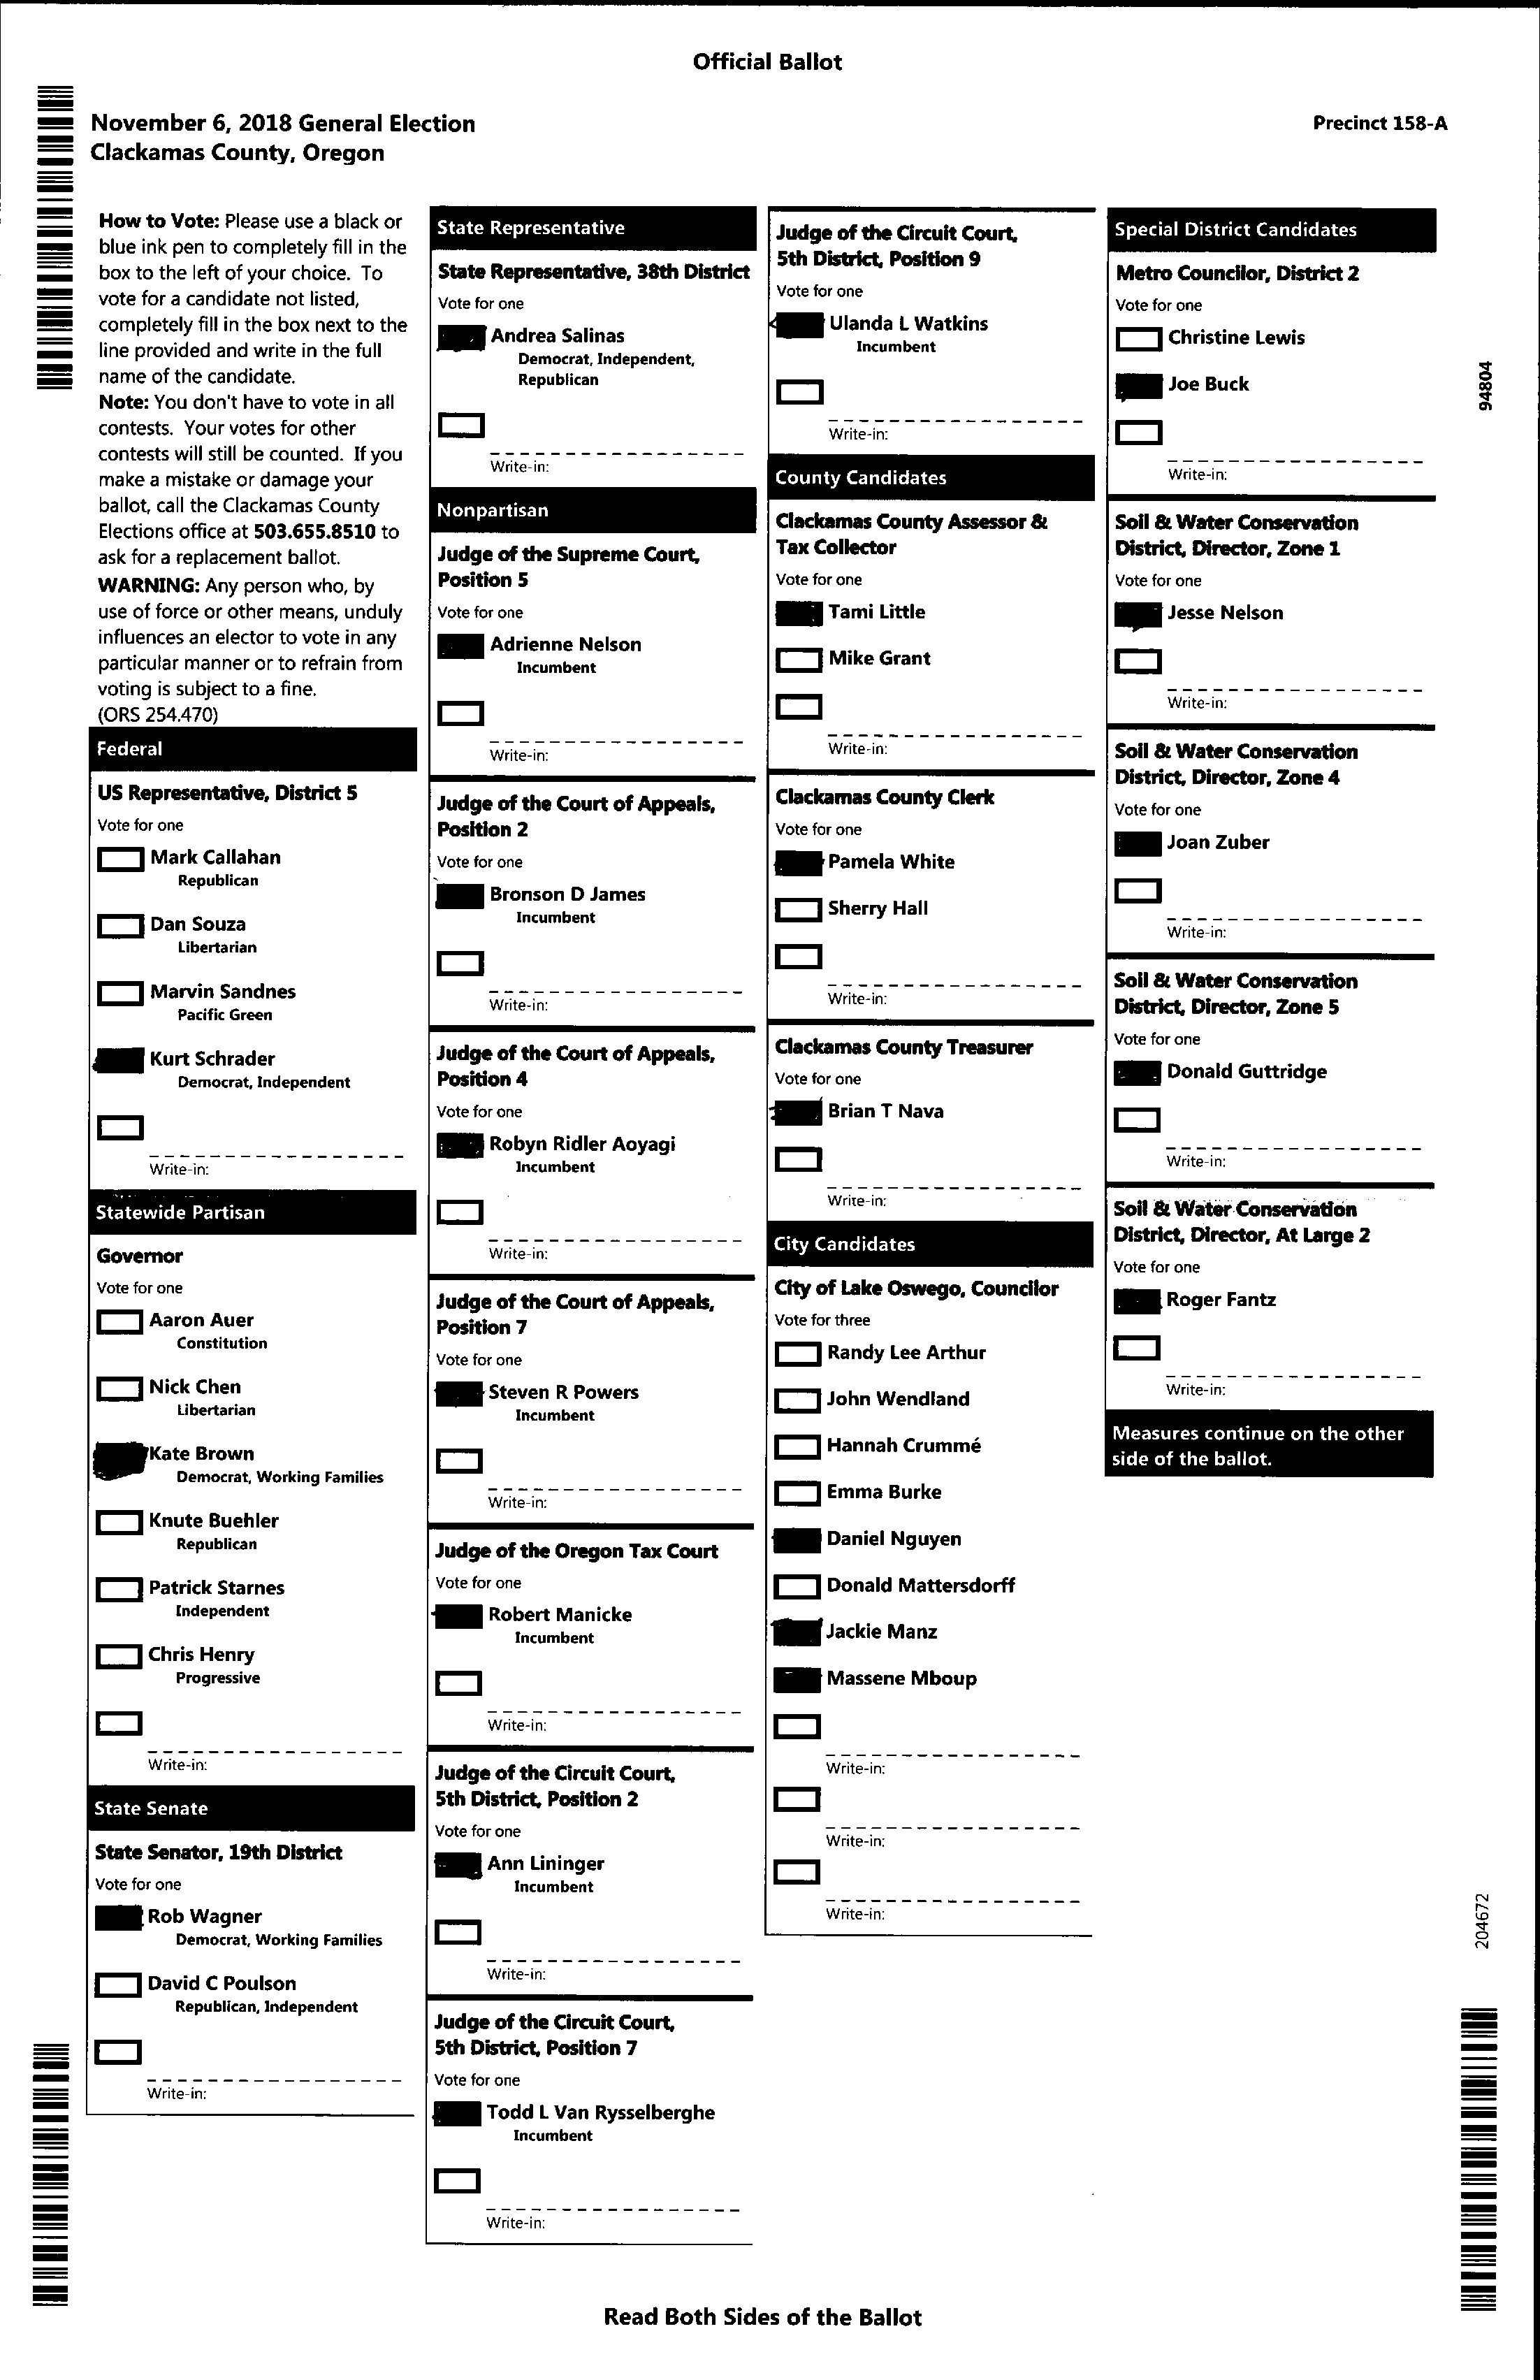 Official Ballot
November 6, 2018 General Election
Clackamas County, Oregon
Precinct 158-A
How to Vote: Please use a black or
blue ink pen to completely fill in the
box to the left of your choice. To
vote for a candidate not listed,
completely fill in the box next to the
line provided and write in the full
name of the candidate.
Note: You don't have to vote in all
contests. Your votes for other
contests will still be counted. If you
make a mistake or damage your
ballot, call the Clackamas County
Elections office at 503.655.8510 to
ask for a replacement ballot.
WARNING: Any person who, by
use of force or other means, unduly
influences an elector to vote in any
particular manner or to refrain from
voting is subject to a fine.
(ORS 254.470)
Federal
US Representative, District 5
Vote for one
Mark Callahan
Republican
Dan Souza
Libertarian
Marvin Sandnes
Pacific Green
Kurt Schrader
Democrat, Independent
Write-in:
Statewide Partisan
Governor
Vote for one
Aaron Auer
Constitution
Nick Chen
Libertarian
Kate Brown
Democrat, Working Families
Knute Buehler
Republican
Patrick Starnes
Independent
Chris Henry
Progressive
Write-in:
State Senate
State Senator, 19th District
Vote for one
Rob Wagner
Democrat, Working Families
David C Poulson
Republican, Independent
Write-in:
State Representative
State Representative, 38th District
Vote for one
Andrea Salinas
Democrat, Independent,
Republican
Write-in:
Nonpartisan
Judge of the Supreme Court,
Position 5
Vote for one
Adrienne Nelson
Incumbent
Write-in:
Judge of the Court of Appeals,
Position 2
Vote for one
Bronson D James
Incumbent
Write-in:
Judge of the Court of Appeals,
Position 4
Vote for one
Robyn Ridler Aoyagi
Incumbent
Write-in:
Judge of the Court of Appeals,
Position 7
Vote for one
Steven R Powers
Incumbent
Write-in:
Judge of the Oregon Tax Court
Vote for one
Robert Manicke
Incumbent
Write-in:
Judge of the Circuit Court,
5th District, Position 2
Vote for one
Ann Lininger
Incumbent
Write-in:
Judge of the Circuit Court,
5th District, Position 7
Vote for one
Todd L Van Rysselberghe
Incumbent
Write-in:
Judge of the Circuit Court,
5th District, Position 9
Vote for one
Ulanda L Watkins
Incumbent
Write-in:
County Candidates
Clackamas County Assessor &
Tax Collector
Vote for one
Tami Little
Mike Grant
Write-in:
Clackamas County Clerk
Vote for one
Pamela White
Sherry Hall
Write-in:
Clackamas County Treasurer
Vote for one
Brian T Nava
Write-in:
City Candidates
City of Lake Oswego, Councilor
Vote for three
Randy Lee Arthur
John Wendland
Hannah Crummé
Emma Burke
Daniel Nguyen
Donald Mattersdorff
Jackie Manz
Massene Mboup
Write-in:
Write-in:
Write-in:
Special District Candidates
Metro Councilor, District 2
Vote for one
Christine Lewis
Joe Buck
Write-in:
Soil & Water Conservation
District, Director, Zone 1
Vote for one
Jesse Nelson
Write-in:
Soil & Water Conservation
District, Director, Zone 4
Vote for one
Joan Zuber
Write-in:
Soil & Water Conservation
District, Director, Zone 5
Vote for one
Donald Guttridge
Write-in:
Soil & Water Conservation
District, Director, At Large 2
Vote for one
Roger Fantz
Write-in:
Measures continue on the other
side of the ballot.
94804
204672
Read Both Sides of the Ballot